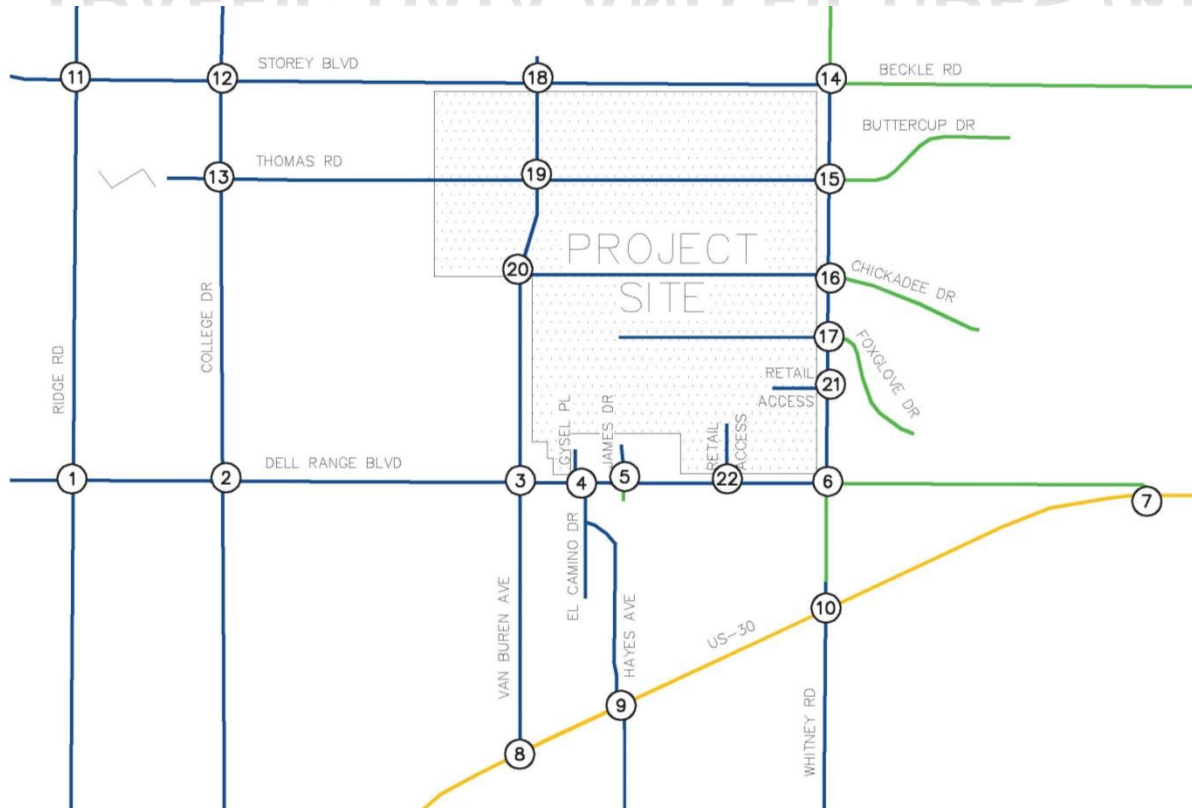 11
12
STOREY BLVD
18
14
BECKLE RD
BUTTERCUP DR
13
THOMAS RD
19
15
PROJECT
SITE
20
16
CHICKADEE DR
COLLEGE DR
RIDGE RD
17
FOXGLOVE DR
RETAIL
ACCESS
21
GYSEL PL
JAMES DR
RETAIL
ACCESS
1
2
DELL RANGE BLVD
3
4
5
22
6
7
EL CAMINO DR
VAN BUREN AVE
HAYES AVE
US-30
10
WHITNEY RD
9
8